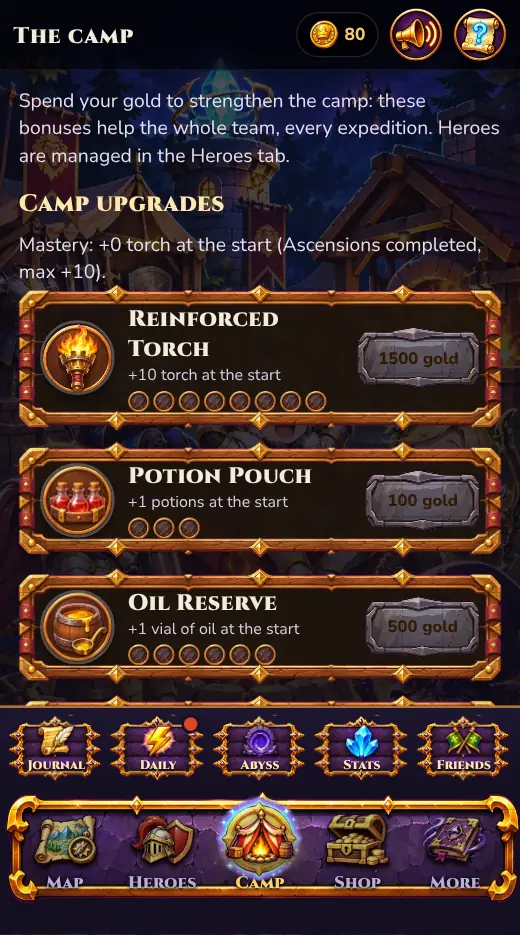 The camp
80
Spend your gold to strengthen the camp: these
bonuses help the whole team, every expedition. Heroes
are managed in the Heroes tab.
Camp upgrades
Mastery: +0 torch at the start (Ascensions completed,
max +10).
Reinforced
Torch
+10 torch at the start
1500 gold
Potion Pouch
+1 potions at the start
100 gold
Oil Reserve
+1 vial of oil at the start
500 gold
Journal
Daily
Abyss
Stats
Friends
Map
Heroes
Camp
Shop
More